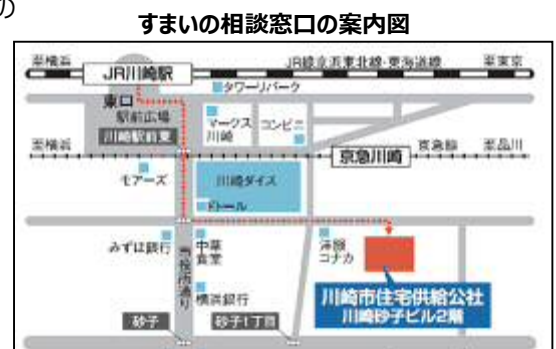 の
すまいの相談窓口の案内図
至横浜
JR川崎駅
JR線京浜東北線・東海道線
至東京
タワーリパーク
東口
駅前広場
川崎駅前東
マークス
川崎
コンビニ
至横浜
京急川崎
京急線
至品川
モアーズ
川崎ダイス
ドトール
みずほ銀行
市役所通り
中華
食堂
洋服
コナカ
横浜銀行
川崎市住宅供給公社
川崎砂子ビル2階
砂子
砂子1丁目